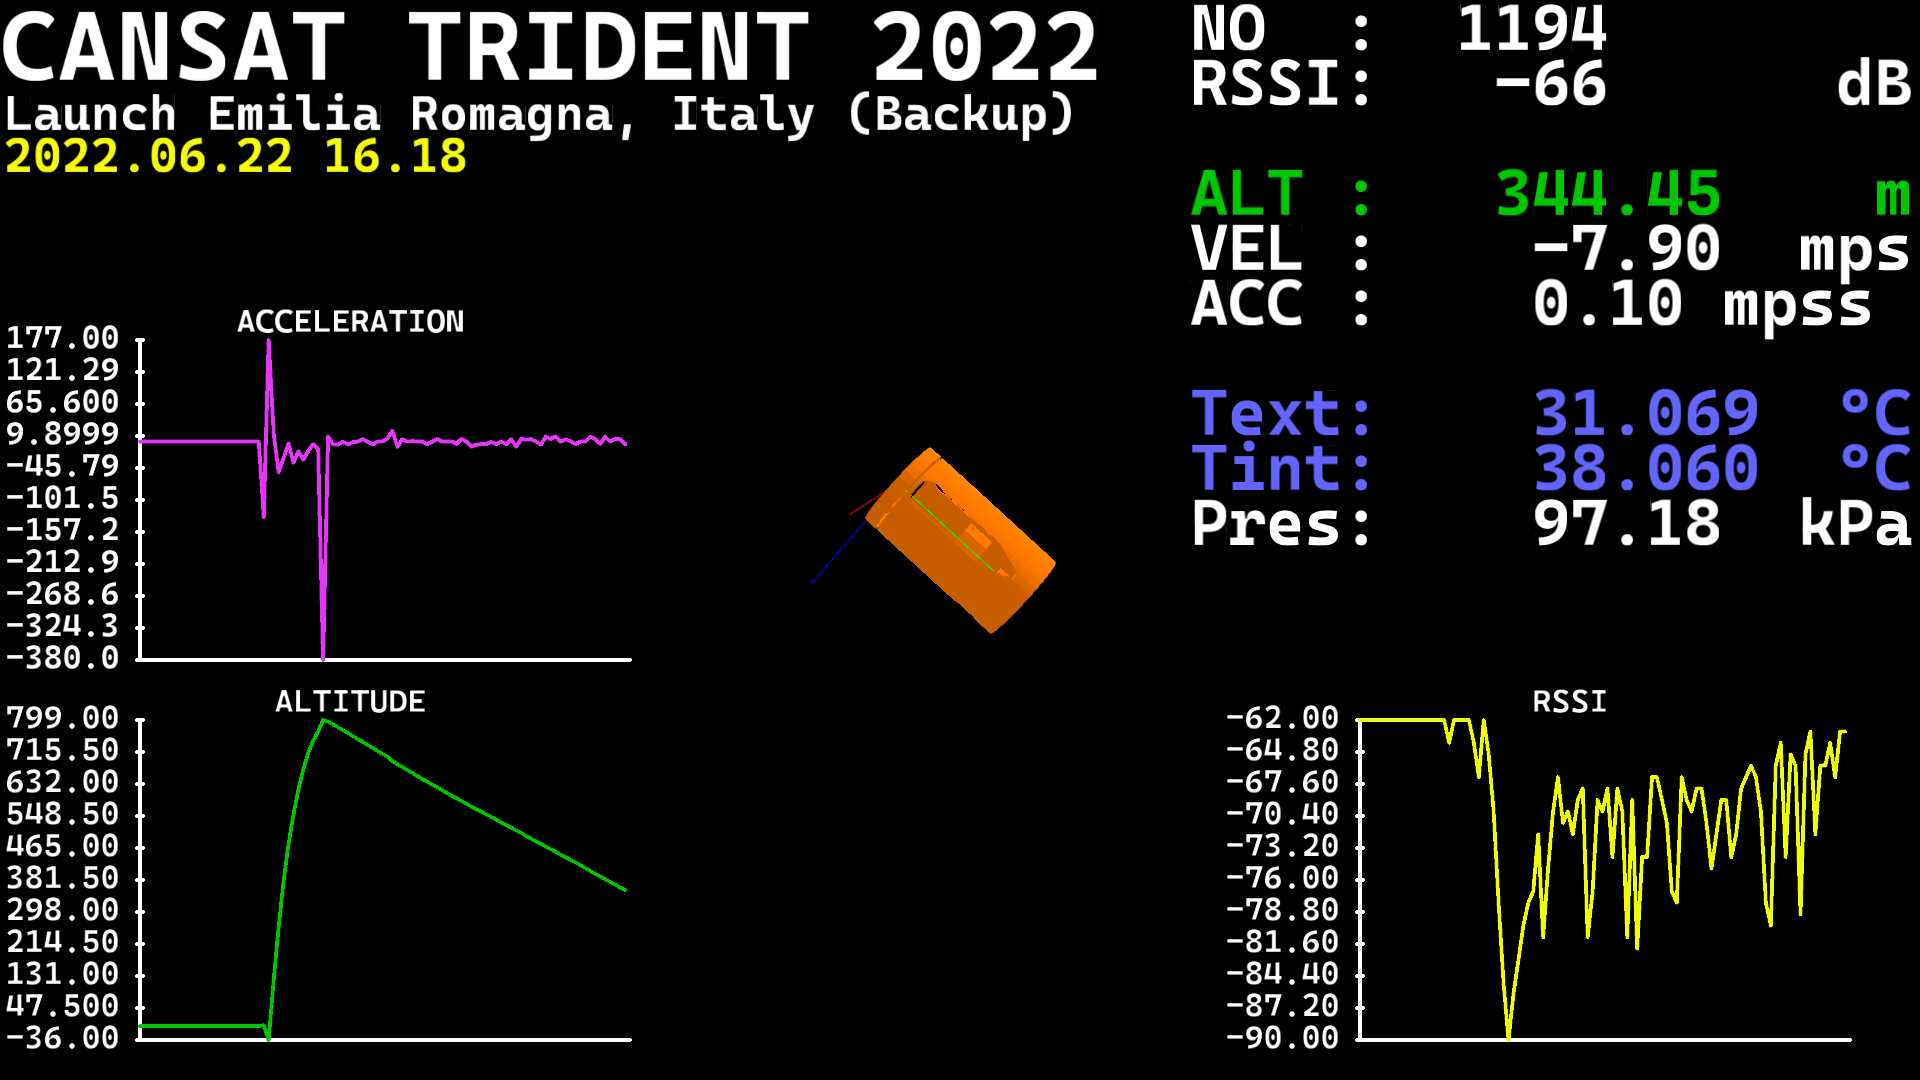 CANSAT TRIDENT 2022
Launch Emilia Romagna, Italy (Backup)
2022.06.22 16.18
NO : 1194
RSSI: -66 dB
ALT : 344.45 m
VEL : -7.90 mps
ACC : 0.10 mpss
Text: 31.069 °C
Tint: 38.060 °C
Pres: 97.18 kPa
ACCELERATION
177.00
121.29
65.600
9.8999
-45.79
-101.5
-157.2
-212.9
-268.6
-324.3
-380.0
ALTITUDE
799.00
715.50
632.00
548.50
465.00
381.50
298.00
214.50
131.00
47.500
-36.00
RSSI
-62.00
-64.80
-67.60
-70.40
-73.20
-76.00
-78.80
-81.60
-84.40
-87.20
-90.00